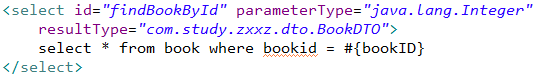 <select id="findBookById" parameterType="java.lang.Integer"
resultType="com.study.zxxz.dto.BookDTO">
select * from book where bookid = #{bookID}
</select>